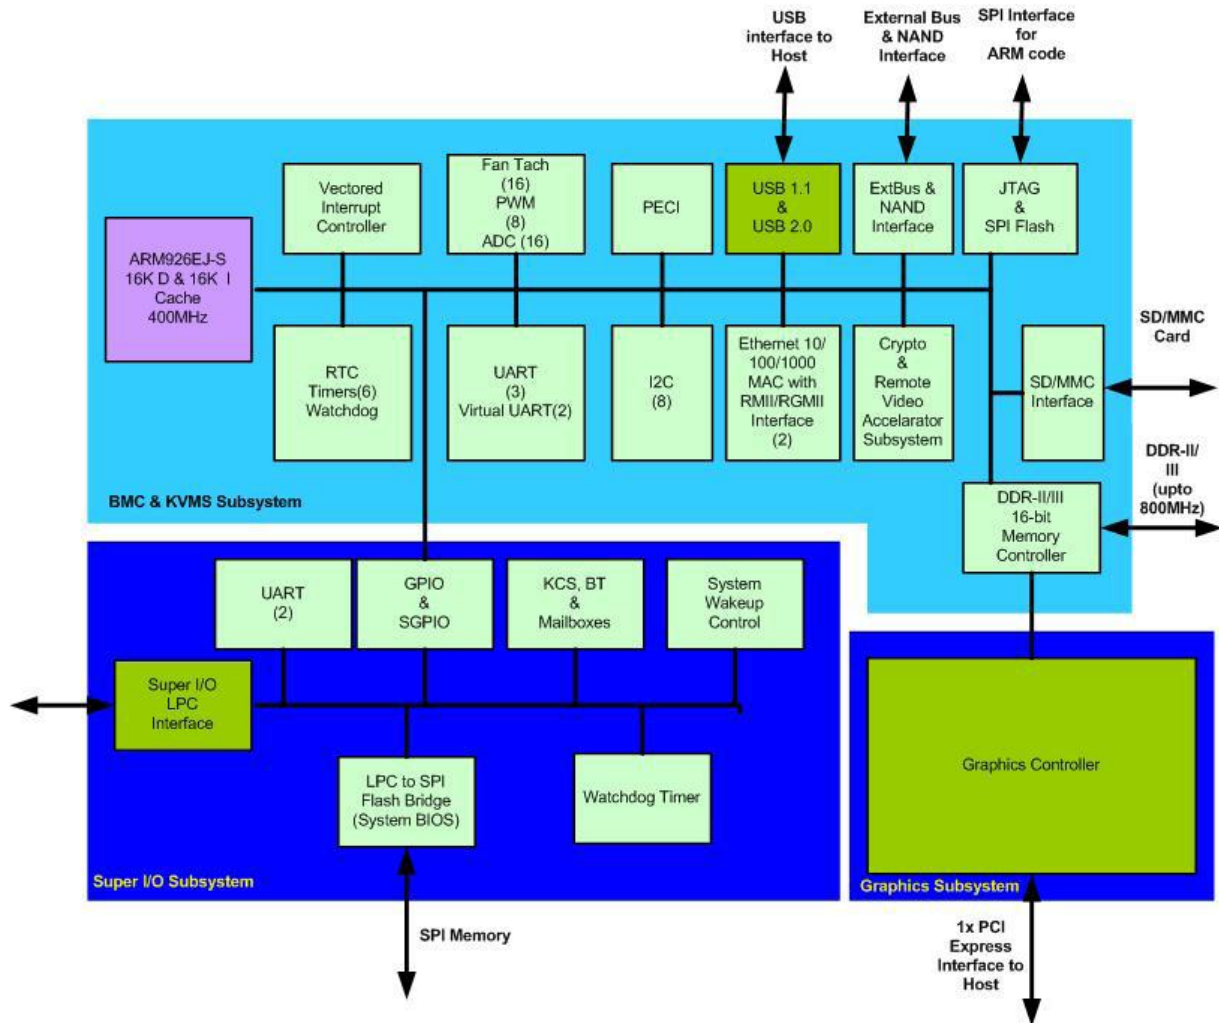 USB
interface to
Host
External Bus
& NAND
Interface
SPI Interface
for
ARM code
Vectored
Interrupt
Controller
Fan Tach
(16)
PWM
(8)
ADC (16)
PECI
USB 1.1
&
USB 2.0
ExtBus &
NAND
Interface
JTAG
&
SPI Flash
ARM926EJ-S
16K D & 16K I
Cache
400MHz
RTC
Timers(6)
Watchdog
UART
(3)
Virtual UART(2)
I2C
(8)
Ethernet 10/
100/1000
MAC with
RMII/RGMII
Interface
(2)
Crypto
&
Remote
Video
Accelarator
Subsystem
SD/MMC
Interface
SD/MMC
Card
DDR-II/
III
(upto
800MHz)
DDR-II/III
16-bit
Memory
Controller
BMC & KVMS Subsystem
UART
(2)
GPIO
&
SGPIO
KCS, BT
&
Mailboxes
System
Wakeup
Control
Super I/O
LPC
Interface
LPC to SPI
Flash Bridge
(System BIOS)
Watchdog Timer
Super I/O Subsystem
SPI Memory
Graphics Controller
Graphics Subsystem
1x PCI
Express
Interface to
Host